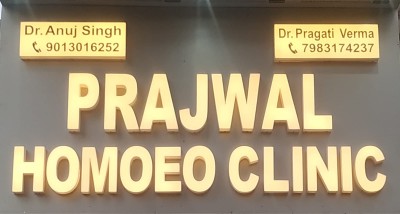 Dr. Anuj Singh
9013016252
Dr. Pragati Verma
7983174237
PRAJWAL
HOMOEO CLINIC